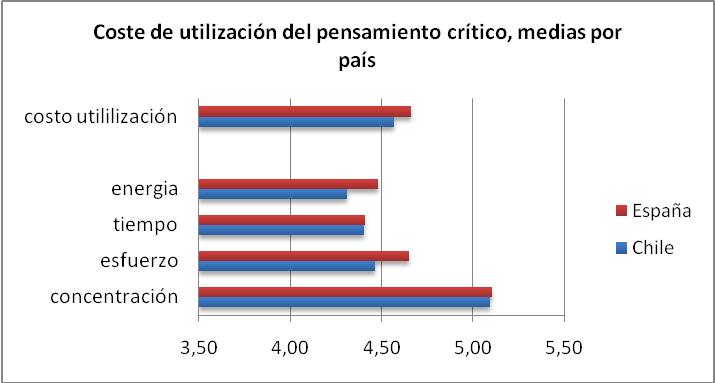 Coste de utilización del pensamiento crítico, medias por
país
costo utililización
energia
tiempo
esfuerzo
concentración
España
Chile
3,50 4,00 4,50 5,00 5,50